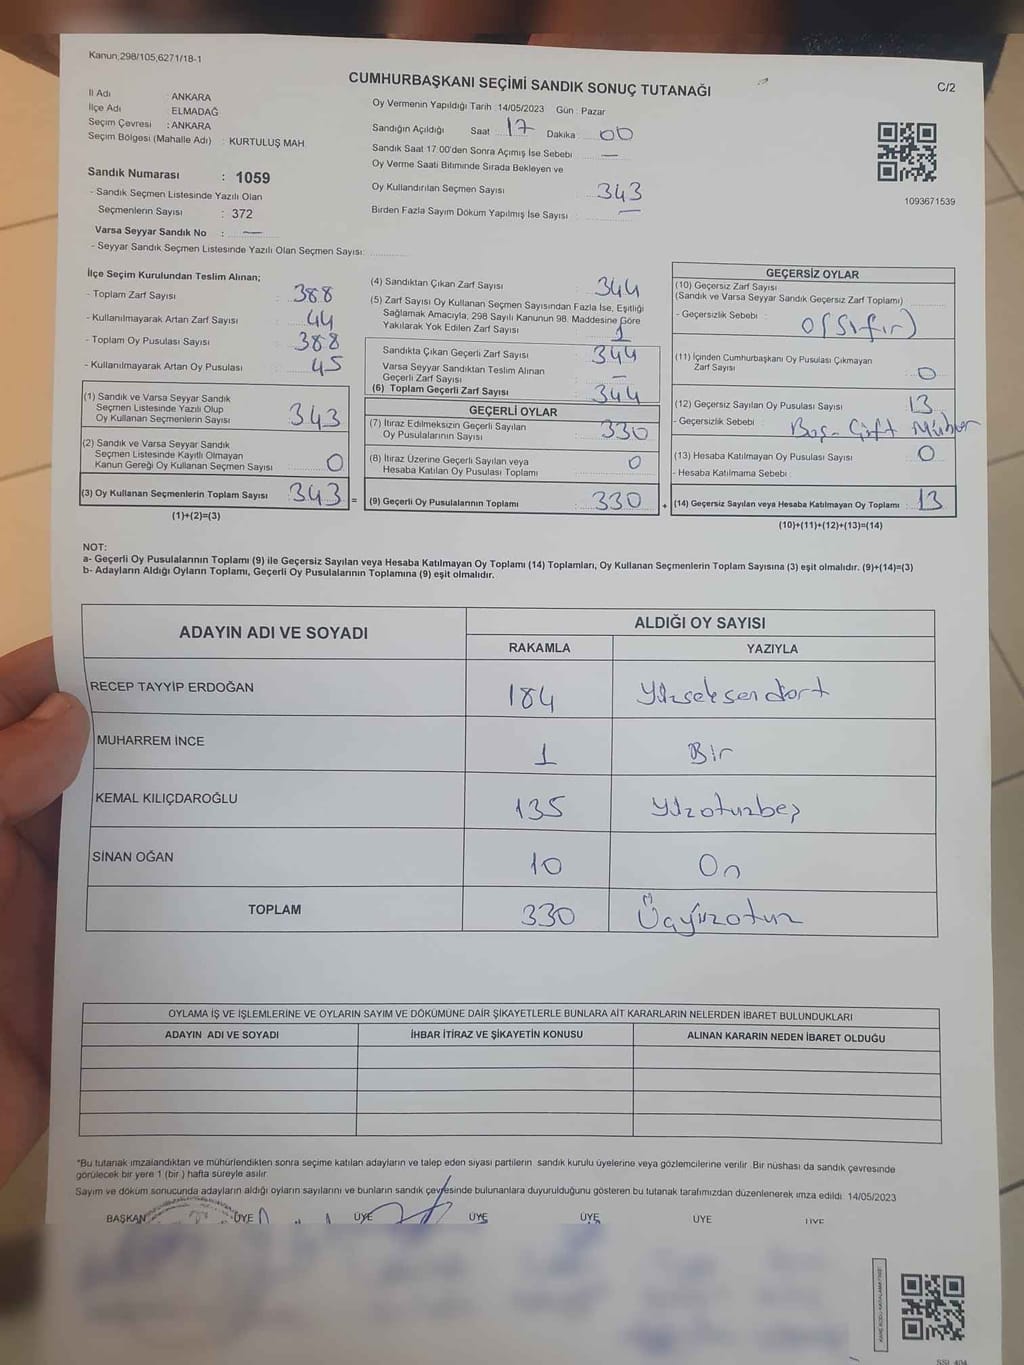 Kanun;298/105,6271/18-1
CUMHURBAŞKANI SEÇİMİ SANDIK SONUÇ TUTANAĞI
C/2
İl Adı : ANKARA
İlçe Adı : ELMADAĞ
Seçim Çevresi : ANKARA
Seçim Bölgesi (Mahalle Adı) : KURTULUŞ MAH.
Sandık Numarası : 1059
- Sandık Seçmen Listesinde Yazılı Olan
Seçmenlerin Sayısı : 372
Varsa Seyyar Sandık No : —
- Seyyar Sandık Seçmen Listesinde Yazılı Olan Seçmen Sayısı:
Oy Vermenin Yapıldığı Tarih :14/05/2023 Gün : Pazar
Sandığın Açıldığı Saat 17 Dakika : 00
Sandık Saat 17.00'den Sonra Açımış İse Sebebi : —
Oy Verme Saati Bitiminde Sırada Bekleyen ve
Oy Kullandırılan Seçmen Sayısı : 343
Birden Fazla Sayım Döküm Yapılmış İse Sayısı : —
1093671539
İlçe Seçim Kurulundan Teslim Alınan;
- Toplam Zarf Sayısı : 388
- Kullanılmayarak Artan Zarf Sayısı : 44
- Toplam Oy Pusulası Sayısı : 388
- Kullanılmayarak Artan Oy Pusulası : 45
(1) Sandık ve Varsa Seyyar Sandık
Seçmen Listesinde Yazılı Olup
Oy Kullanan Seçmenlerin Sayısı : 343
(2) Sandık ve Varsa Seyyar Sandık
Seçmen Listesinde Kayıtlı Olmayan
Kanun Gereği Oy Kullanan Seçmen Sayısı : 0
(3) Oy Kullanan Seçmenlerin Toplam Sayısı : 343 =
(1)+(2)=(3)
(4) Sandıktan Çıkan Zarf Sayısı : 344
(5) Zarf Sayısı Oy Kullanan Seçmen Sayısından Fazla İse, Eşitliği
Sağlamak Amacıyla, 298 Sayılı Kanunun 98. Maddesine Göre
Yakılarak Yok Edilen Zarf Sayısı : 1
Sandıkta Çıkan Geçerli Zarf Sayısı : 344
Varsa Seyyar Sandıktan Teslim Alınan
Geçerli Zarf Sayısı : —
(6) Toplam Geçerli Zarf Sayısı : 344
GEÇERLİ OYLAR
(7) İtiraz Edilmeksizin Geçerli Sayılan
Oy Pusulalarının Sayısı : 330
(8) İtiraz Üzerine Geçerli Sayılan veya
Hesaba Katılan Oy Pusulası Toplamı : 0
(9) Geçerli Oy Pusulalarının Toplamı : 330 +
GEÇERSİZ OYLAR
(10) Geçersiz Zarf Sayısı
(Sandık ve Varsa Seyyar Sandık Geçersiz Zarf Toplamı) :
- Geçersizlik Sebebi : 0 (Sıfır)
(11) İçinden Cumhurbaşkanı Oy Pusulası Çıkmayan
Zarf Sayısı : 0
(12) Geçersiz Sayılan Oy Pusulası Sayısı : 13
- Geçersizlik Sebebi : Boş - Çift Mühür
(13) Hesaba Katılmayan Oy Pusulası Sayısı : 0
- Hesaba Katılmama Sebebi :
(14) Geçersiz Sayılan veya Hesaba Katılmayan Oy Toplamı : 13
(10)+(11)+(12)+(13)=(14)
NOT:
a- Geçerli Oy Pusulalarının Toplamı (9) ile Geçersiz Sayılan veya Hesaba Katılmayan Oy Toplamı (14) Toplamları, Oy Kullanan Seçmenlerin Toplam Sayısına (3) eşit olmalıdır. (9)+(14)=(3)
b- Adayların Aldığı Oyların Toplamı, Geçerli Oy Pusulalarının Toplamına (9) eşit olmalıdır.
ADAYIN ADI VE SOYADI
ALDIĞI OY SAYISI
RAKAMLA YAZIYLA
RECEP TAYYİP ERDOĞAN 184 Yüzseksendört
MUHARREM İNCE 1 Bir
KEMAL KILIÇDAROĞLU 135 Yüzotuzbeş
SİNAN OĞAN 10 On
TOPLAM 330 Üçyüzotuz
OYLAMA İŞ VE İŞLEMLERİNE VE OYLARIN SAYIM VE DÖKÜMÜNE DAİR ŞİKAYETLERLE BUNLARA AİT KARARLARIN NELERDEN İBARET BULUNDUKLARI
ADAYIN ADI VE SOYADI İHBAR İTİRAZ VE ŞİKAYETİN KONUSU ALINAN KARARIN NEDEN İBARET OLDUĞU
*Bu tutanak imzalandıktan ve mühürlendikten sonra seçime katılan adayların ve talep eden siyasi partilerin sandık kurulu üyelerine veya gözlemcilerine verilir. Bir nüshası da sandık çevresinde
görülecek bir yere 1 (bir ) hafta süreyle asılır.
Sayım ve döküm sonucunda adayların aldığı oyların sayılarını ve bunların sandık çevresinde bulunanlara duyurulduğunu gösteren bu tutanak tarafımızdan düzenlenerek imza edildi. 14/05/2023
BAŞKAN ÜYE ÜYE ÜYE ÜYE ÜYE ÜYE